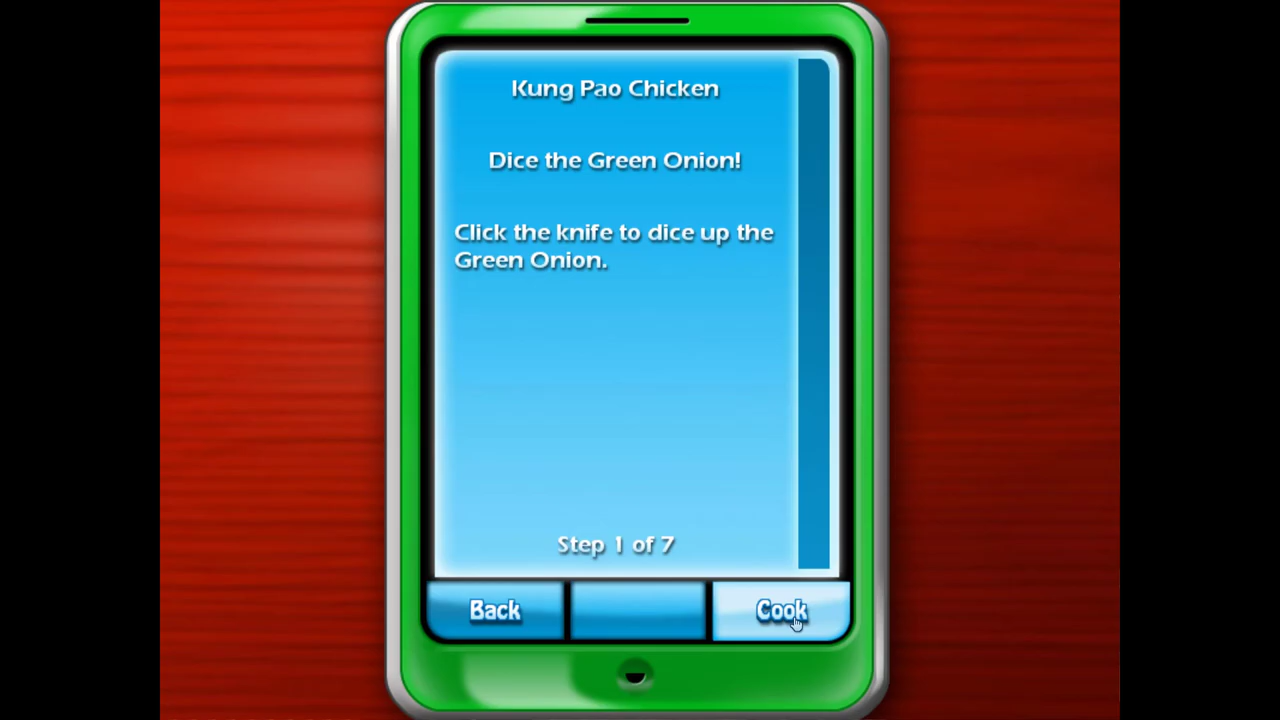 Kung Pao Chicken
Dice the Green Onion!
Click the knife to dice up the
Green Onion.
Step 1 of 7
Back
Cook